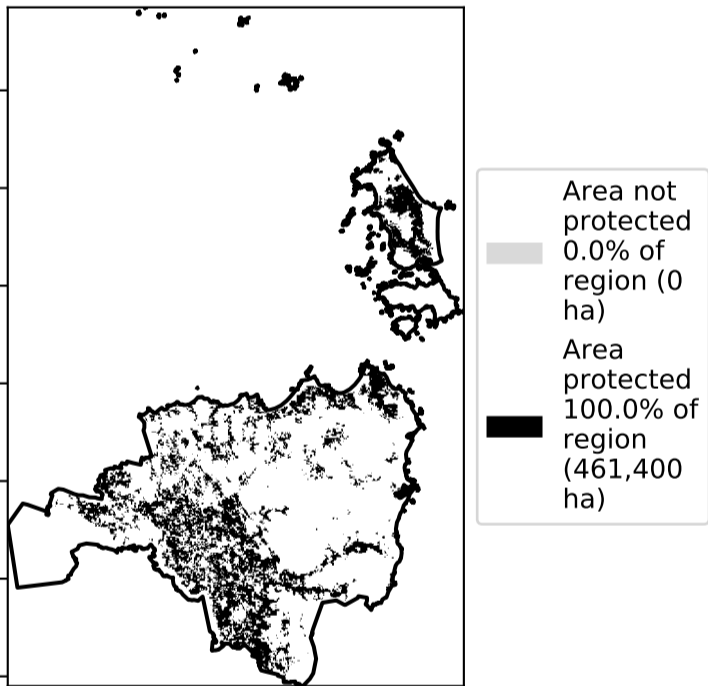 Area not
protected
0.0% of
region (0
ha)
Area
protected
100.0% of
region
(461,400
ha)